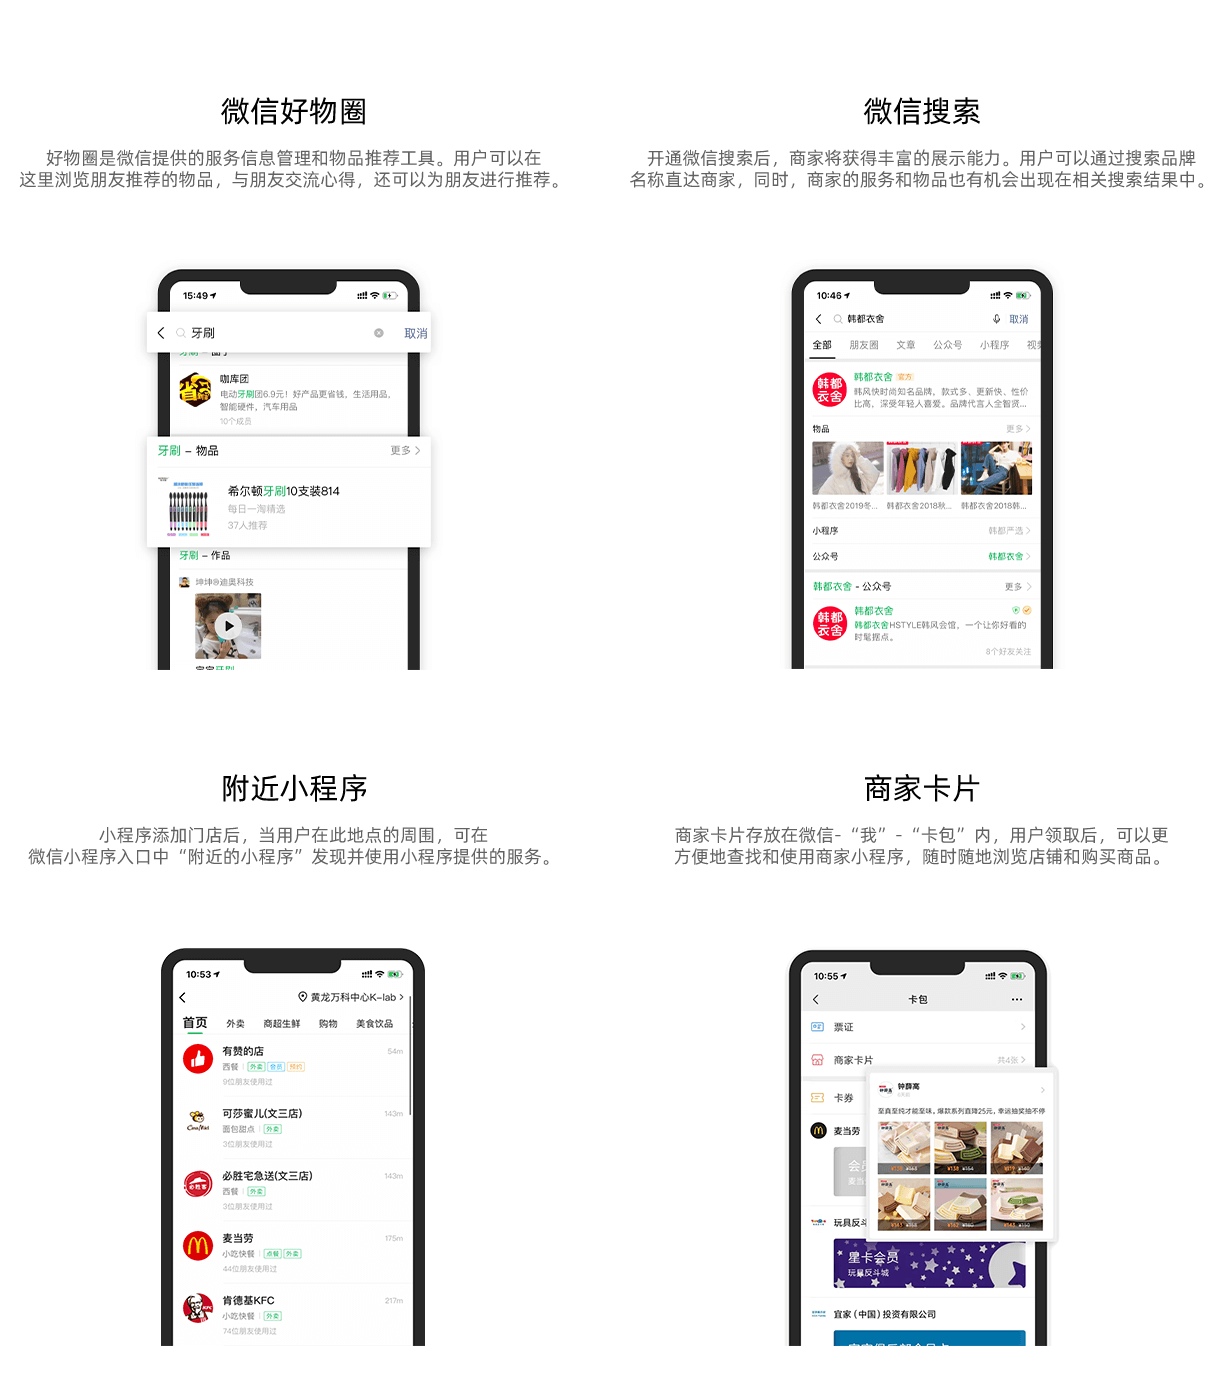 微信好物圈
好物圈是微信提供的服务信息管理和物品推荐工具。用户可以在
这里浏览朋友推荐的物品，与朋友交流心得，还可以为朋友进行推荐。
15:49
牙刷
取消
咖库团
电动牙刷团6.9元！好产品更省钱，生活用品，
智能硬件，汽车用品
10个成员
牙刷 – 物品
更多
希尔顿牙刷10支装814
每日一淘精选
37人推荐
牙刷 – 作品
坤坤@迪奥科技
微信搜索
开通微信搜索后，商家将获得丰富的展示能力。用户可以通过搜索品牌
名称直达商家，同时，商家的服务和物品也有机会出现在相关搜索结果中。
10:46
韩都衣舍
取消
全部 朋友圈 文章 公众号 小程序 视频
韩都衣舍
韩都衣舍 官方
韩风快时尚知名品牌，款式多、更新快、性价
比高，深受年轻人喜爱。品牌代言人全智贤...
物品
更多
韩都衣舍2019冬... 韩都衣舍2018秋... 韩都衣舍2018韩...
小程序
韩都严选
公众号
韩都衣舍
韩都衣舍 - 公众号
更多
韩都衣舍
韩都衣舍
韩都衣舍HSTYLE韩风会馆，一个让你好看的
时髦据点。
8个好友关注
附近小程序
小程序添加门店后，当用户在此地点的周围，可在
微信小程序入口中“附近的小程序”发现并使用小程序提供的服务。
10:53
黄龙万科中心K-lab
首页 外卖 商超生鲜 购物 美食饮品
有赞的店
54m
西餐 外卖 会员 预约
9位朋友使用过
可莎蜜儿(文三店)
143m
面包甜点 外卖
3位朋友使用过
必胜客
必胜宅急送(文三店)
143m
西餐 外卖
3位朋友使用过
麦当劳
175m
小吃快餐 点餐 外卖
44位朋友使用过
KFC
肯德基KFC
217m
小吃快餐 外卖
74位朋友使用过
商家卡片
商家卡片存放在微信-“我”-“卡包”内，用户领取后，可以更
方便地查找和使用商家小程序，随时随地浏览店铺和购买商品。
10:55
卡包
票证
商家卡片
共4张
卡券
麦当劳
钟薛高
至真至纯才能至味，爆款系列直降25元，幸运抽奖抽不停
玩具反斗
星卡会员
玩具反斗城
宜家（中国）投资有限公司